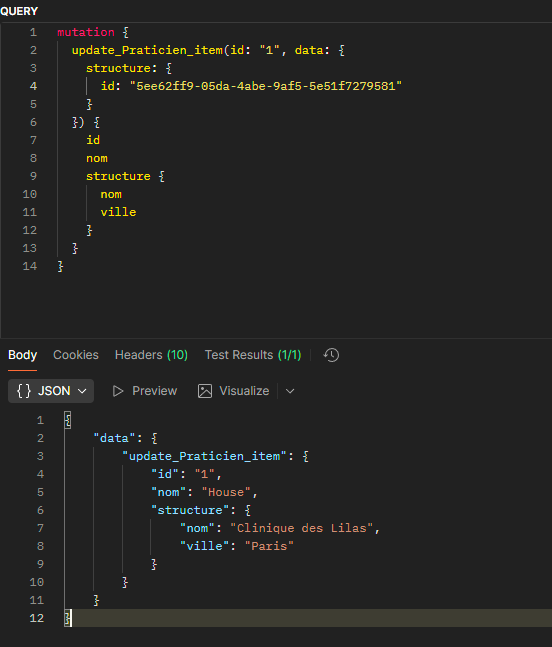 QUERY
1 mutation {
2 update_Praticien_item(id: "1", data: {
3 structure: {
4 id: "5ee62ff9-05da-4abe-9af5-5e51f7279581"
5 }
6 }) {
7 id
8 nom
9 structure {
10 nom
11 ville
12 }
13 }
14 }
Body Cookies Headers (10) Test Results (1/1)
{} JSON Preview Visualize
1 {
2 "data": {
3 "update_Praticien_item": {
4 "id": "1",
5 "nom": "House",
6 "structure": {
7 "nom": "Clinique des Lilas",
8 "ville": "Paris"
9 }
10 }
11 }
12 }